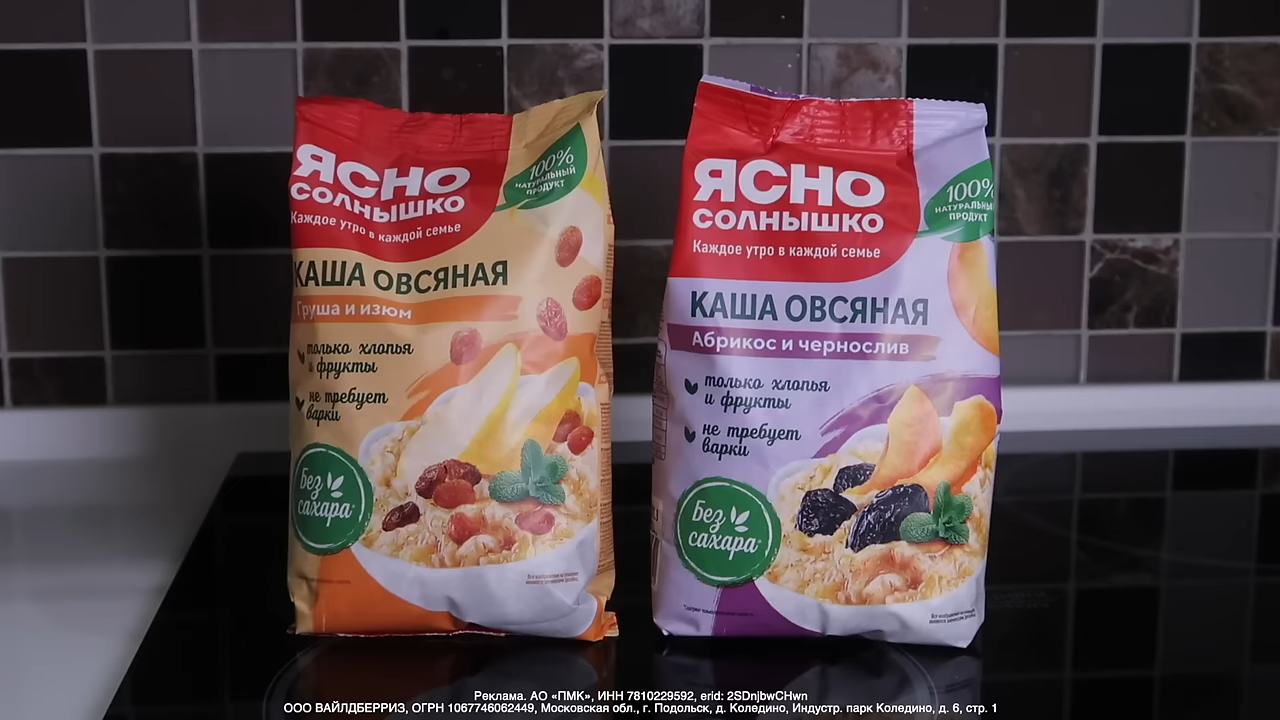 ЯСНО
СОЛНЫШКО
Каждое утро в каждой семье
100%
НАТУРАЛЬНЫЙ
ПРОДУКТ
КАША ОВСЯНАЯ
Груша и изюм
только хлопья
и фрукты
не требует
варки
Без
сахара*
ЯСНО
СОЛНЫШКО
Каждое утро в каждой семье
100%
НАТУРАЛЬНЫЙ
ПРОДУКТ
КАША ОВСЯНАЯ
Абрикос и чернослив
только хлопья
и фрукты
не требует
варки
Без
сахара*
Реклама. АО «ПМК», ИНН 7810229592, erid: 2SDnjbwCHwn
ООО ВАЙЛДБЕРРИЗ, ОГРН 1067746062449, Московская обл., г. Подольск, д. Коледино, Индустр. парк Коледино, д. 6, стр. 1